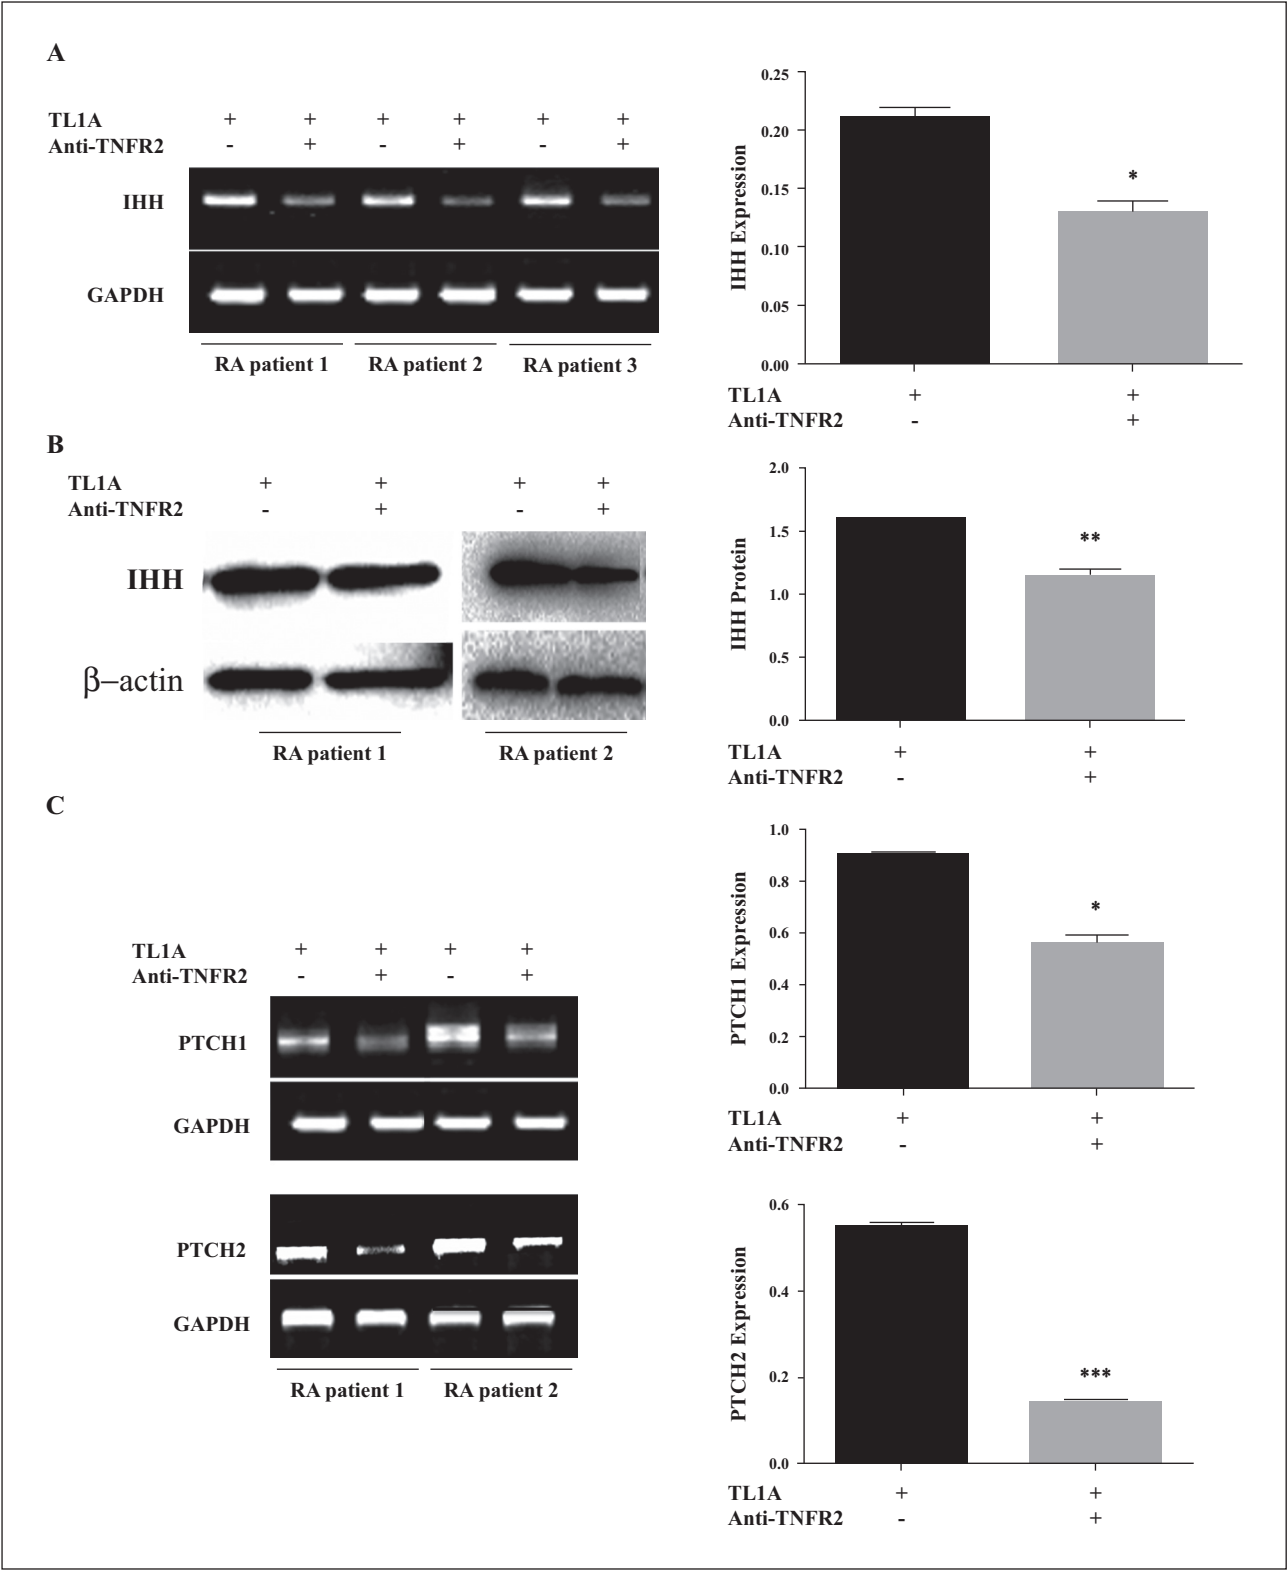 A
TL1A + + + + + +
Anti-TNFR2 - + - + - +
IHH
GAPDH
RA patient 1 RA patient 2 RA patient 3
0.25
0.20
0.15
0.10
0.05
0.00
IHH Expression
*
TL1A + +
Anti-TNFR2 - +
B
TL1A + + + +
Anti-TNFR2 - + - +
IHH
β–actin
RA patient 1 RA patient 2
2.0
1.5
1.0
0.5
0.0
IHH Protein
**
TL1A + +
Anti-TNFR2 - +
C
TL1A + + + +
Anti-TNFR2 - + - +
PTCH1
GAPDH
PTCH2
GAPDH
RA patient 1 RA patient 2
1.0
0.8
0.6
0.4
0.2
0.0
PTCH1 Expression
*
TL1A + +
Anti-TNFR2 - +
0.6
0.4
0.2
0.0
PTCH2 Expression
***
TL1A + +
Anti-TNFR2 - +